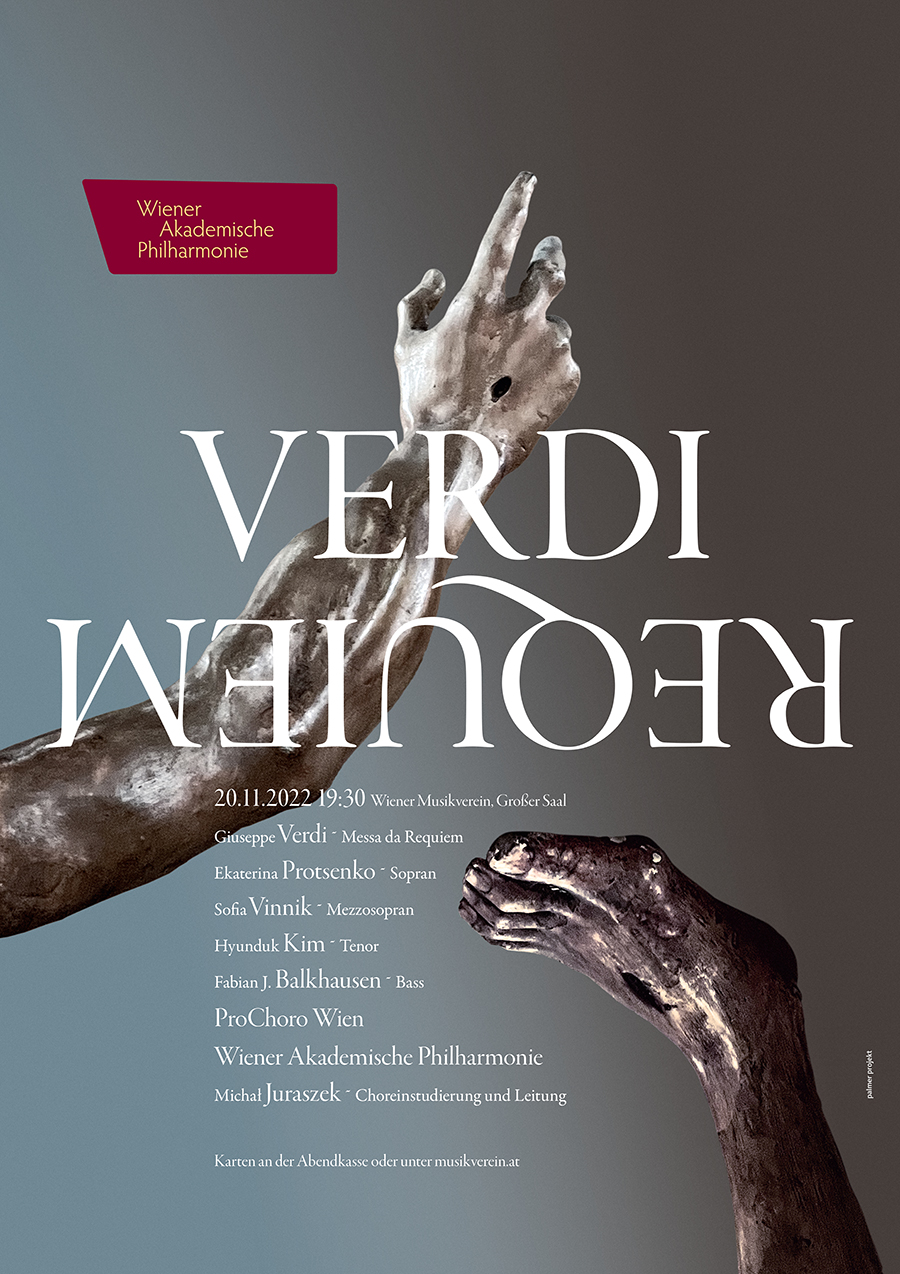 Wiener
Akademische
Philharmonie
VERDI
REQUIEM
20.11.2022 19:30 Wiener Musikverein, Großer Saal
Giuseppe Verdi - Messa da Requiem
Ekaterina Protsenko - Sopran
Sofia Vinnik - Mezzosopran
Hyunduk Kim - Tenor
Fabian J. Balkhausen - Bass
ProChoro Wien
Wiener Akademische Philharmonie
Michał Juraszek - Choreinstudierung und Leitung
Karten an der Abendkasse oder unter musikverein.at
palmer projekt